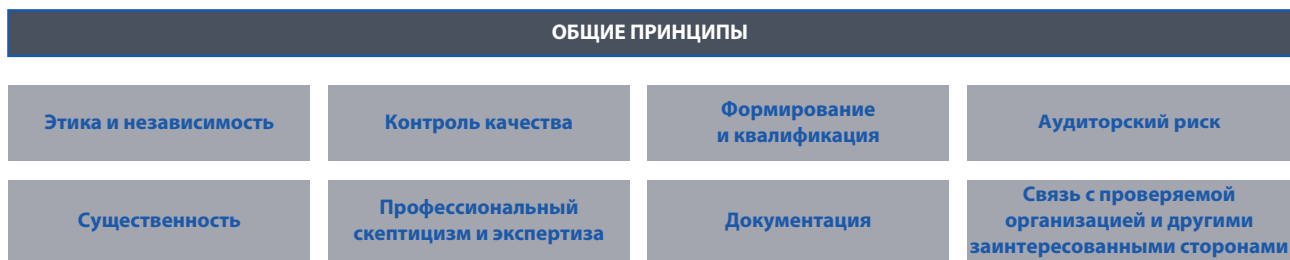 ОБЩИЕ ПРИНЦИПЫ
Этика и независимость
Контроль качества
Формирование
и квалификация
Аудиторский риск
Существенность
Профессиональный
скептицизм и экспертиза
Документация
Связь с проверяемой
организацией и другими
заинтересованными сторонами